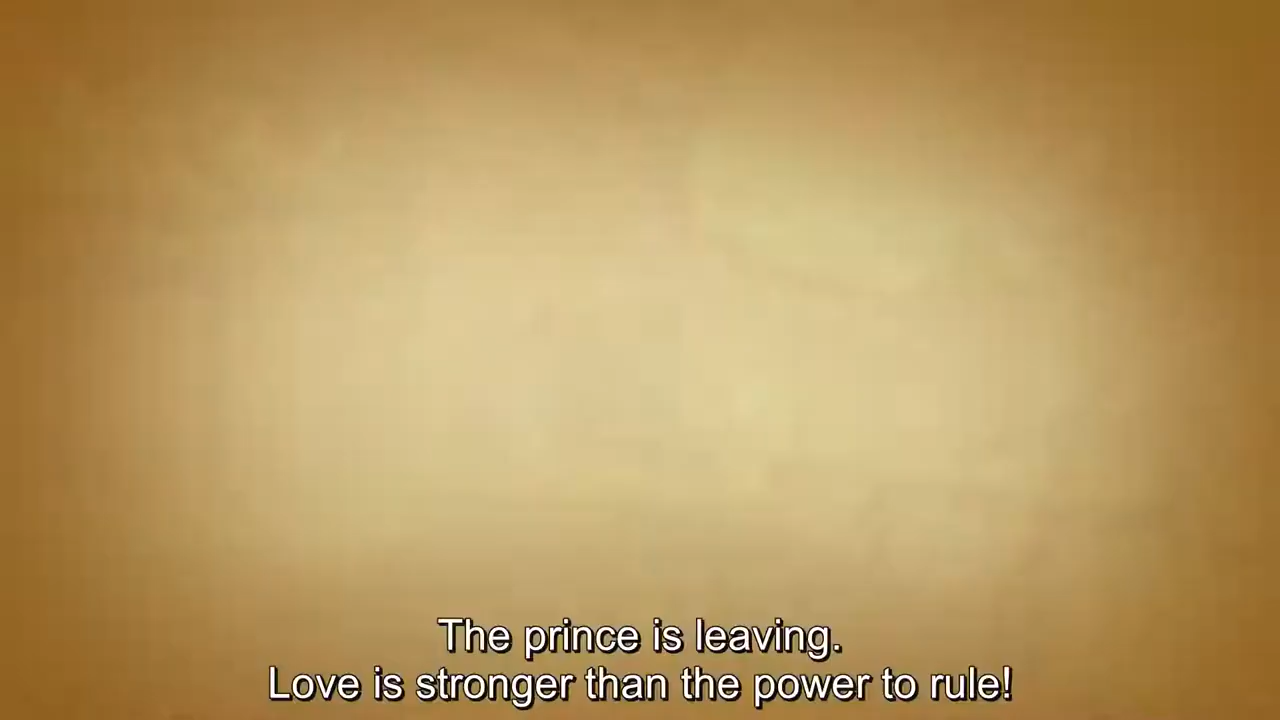 The prince is leaving.
Love is stronger than the power to rule!